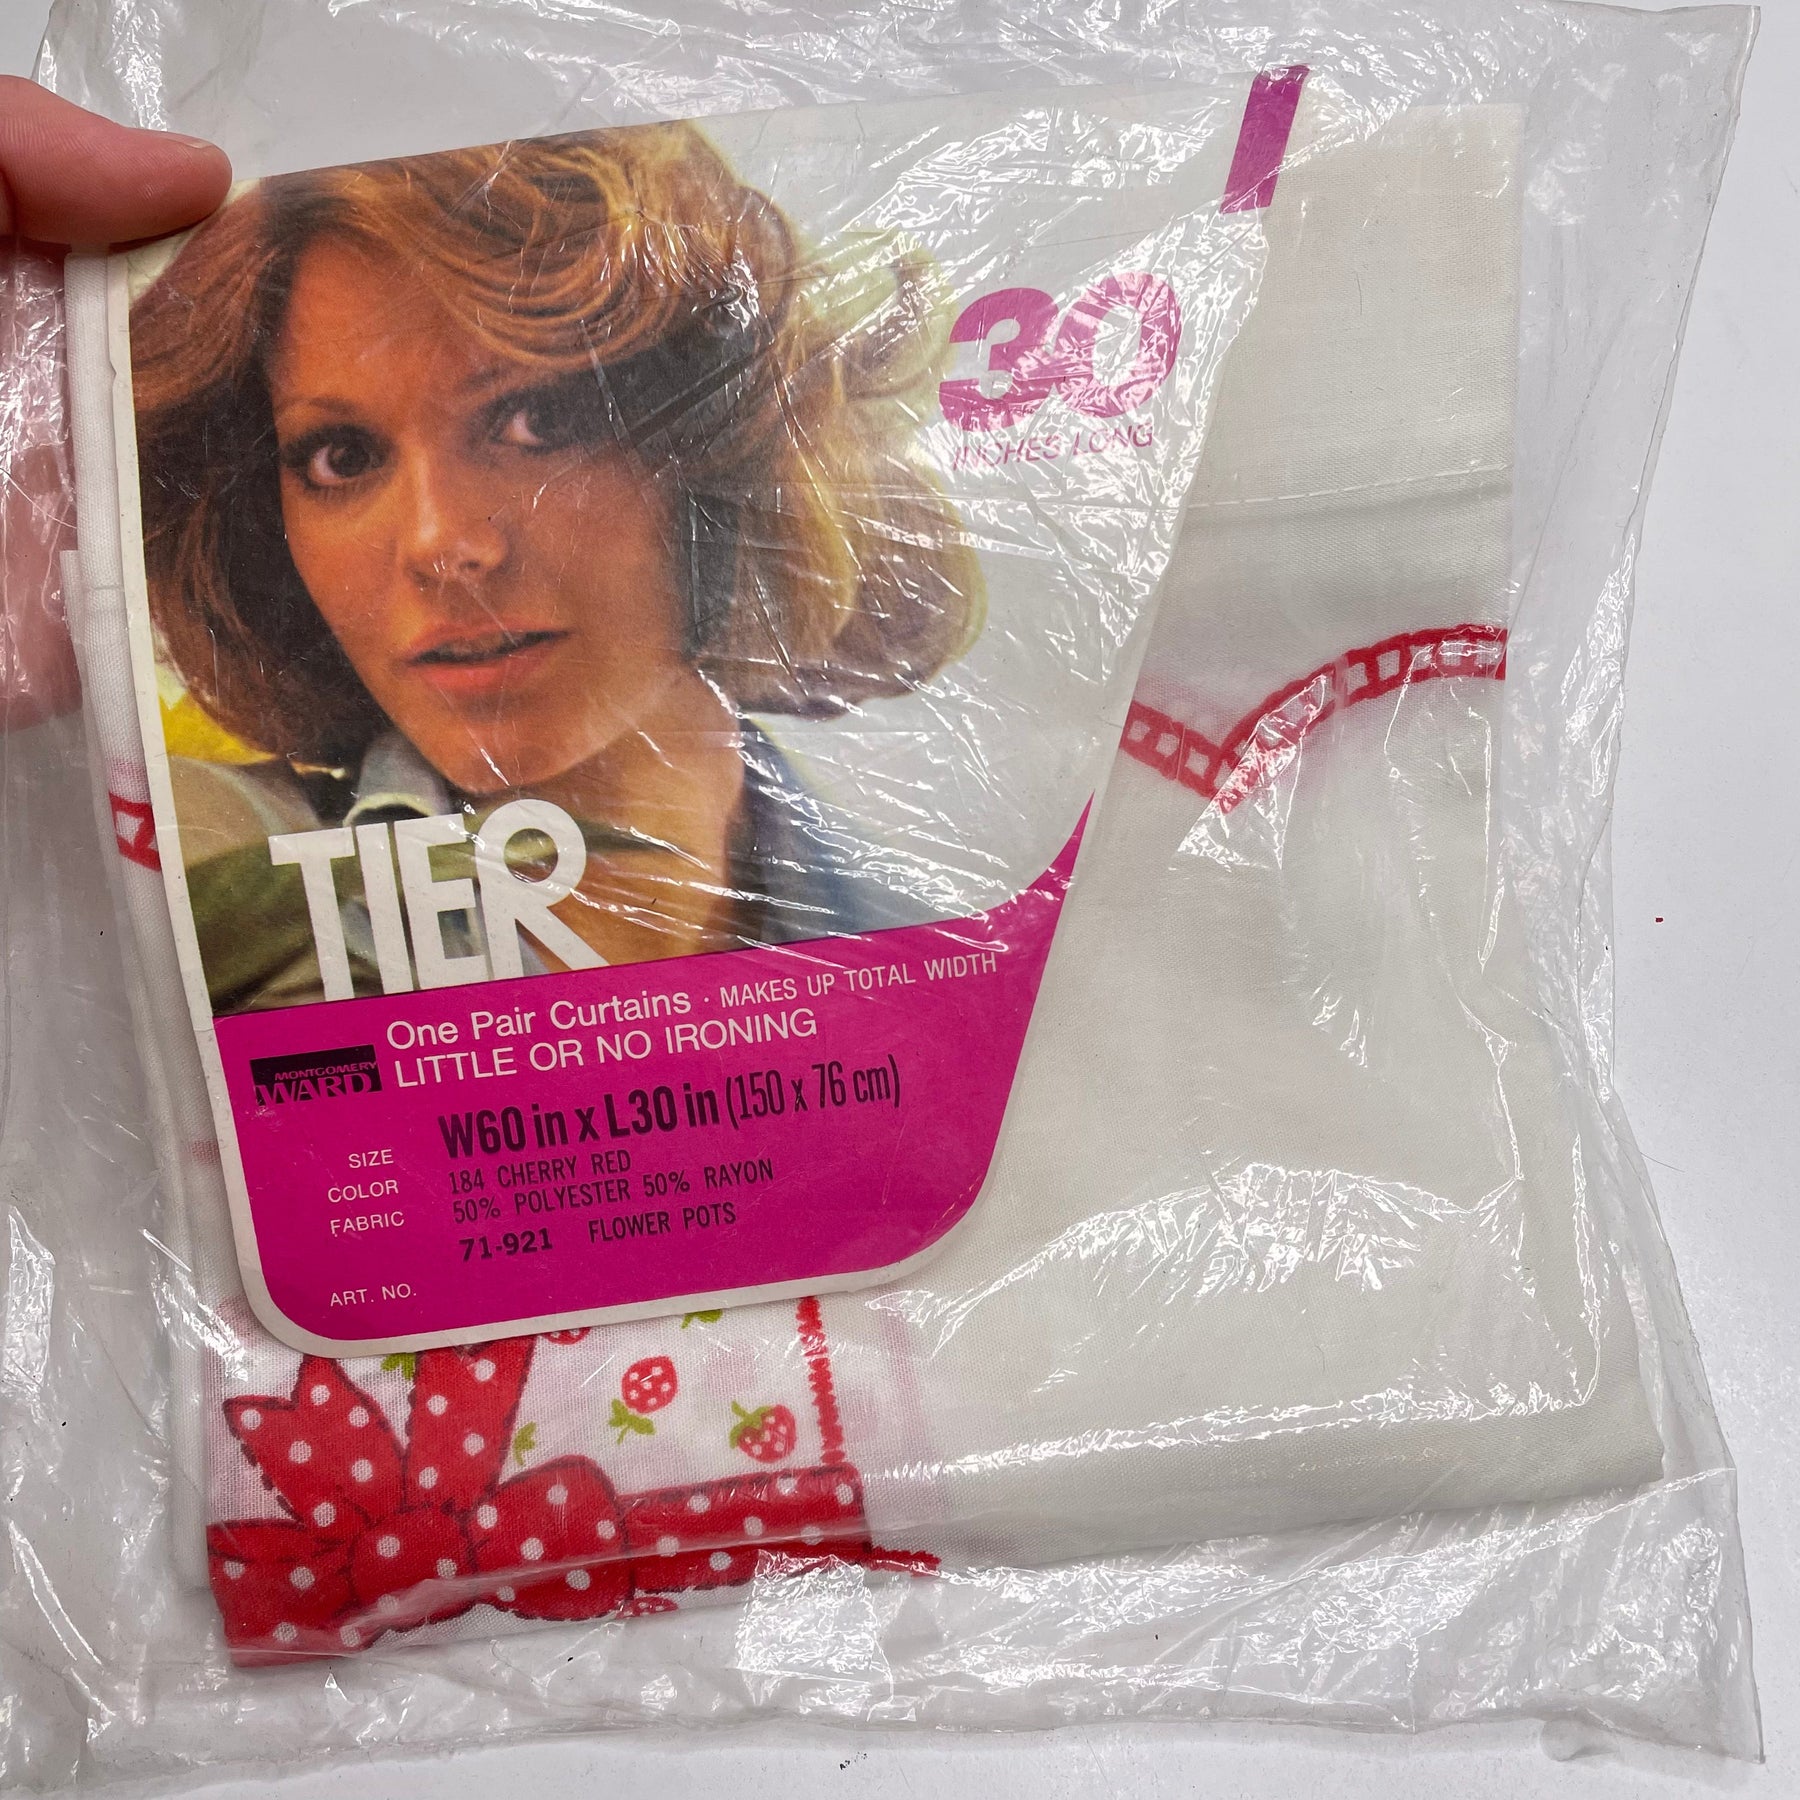 30
INCHES LONG
TIER
One Pair Curtains · MAKES UP TOTAL WIDTH
LITTLE OR NO IRONING
MONTGOMERY
WARD
SIZE W60 in x L30 in (150 x 76 cm)
COLOR 184 CHERRY RED
FABRIC 50% POLYESTER 50% RAYON
71-921 FLOWER POTS
ART. NO.